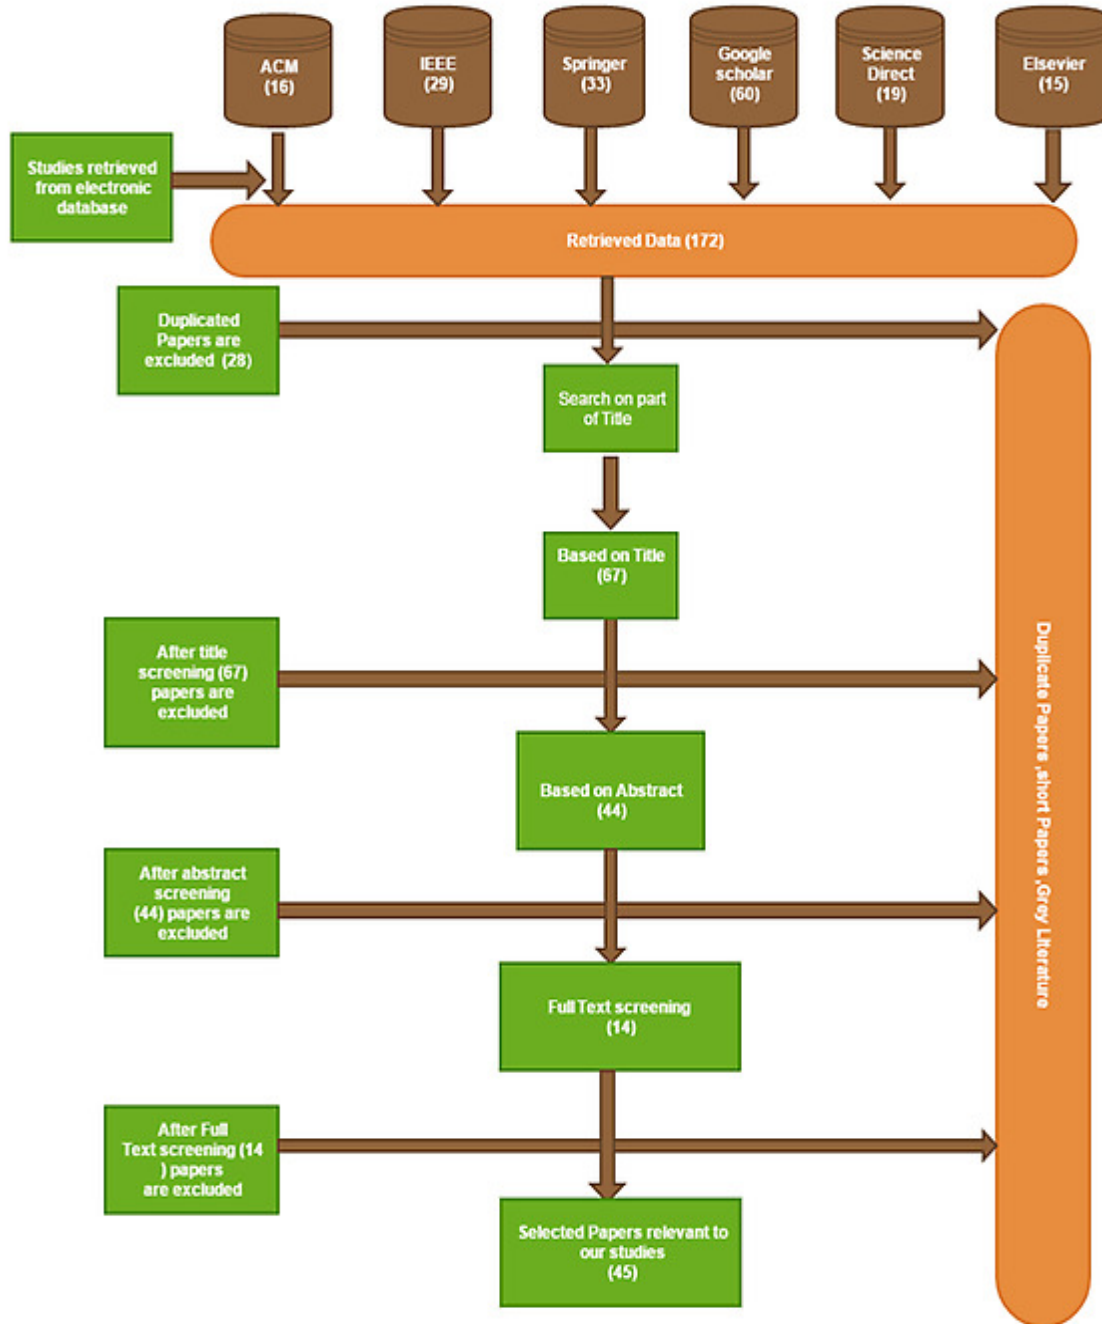 ACM
(16)
IEEE
(29)
Springer
(33)
Google
scholar
(60)
Science
Direct
(19)
Elsevier
(15)
Studies retrieved
from electronic
database
Retrieved Data (172)
Duplicated
Papers are
excluded (28)
Search on part
of Title
Based on Title
(67)
After title
screening (67)
papers are
excluded
Based on Abstract
(44)
After abstract
screening
(44) papers are
excluded
Full Text screening
(14)
After Full
Text screening (14
) papers
are excluded
Selected Papers relevant to
our studies
(45)
Duplicate Papers ,short Papers ,Grey Literature